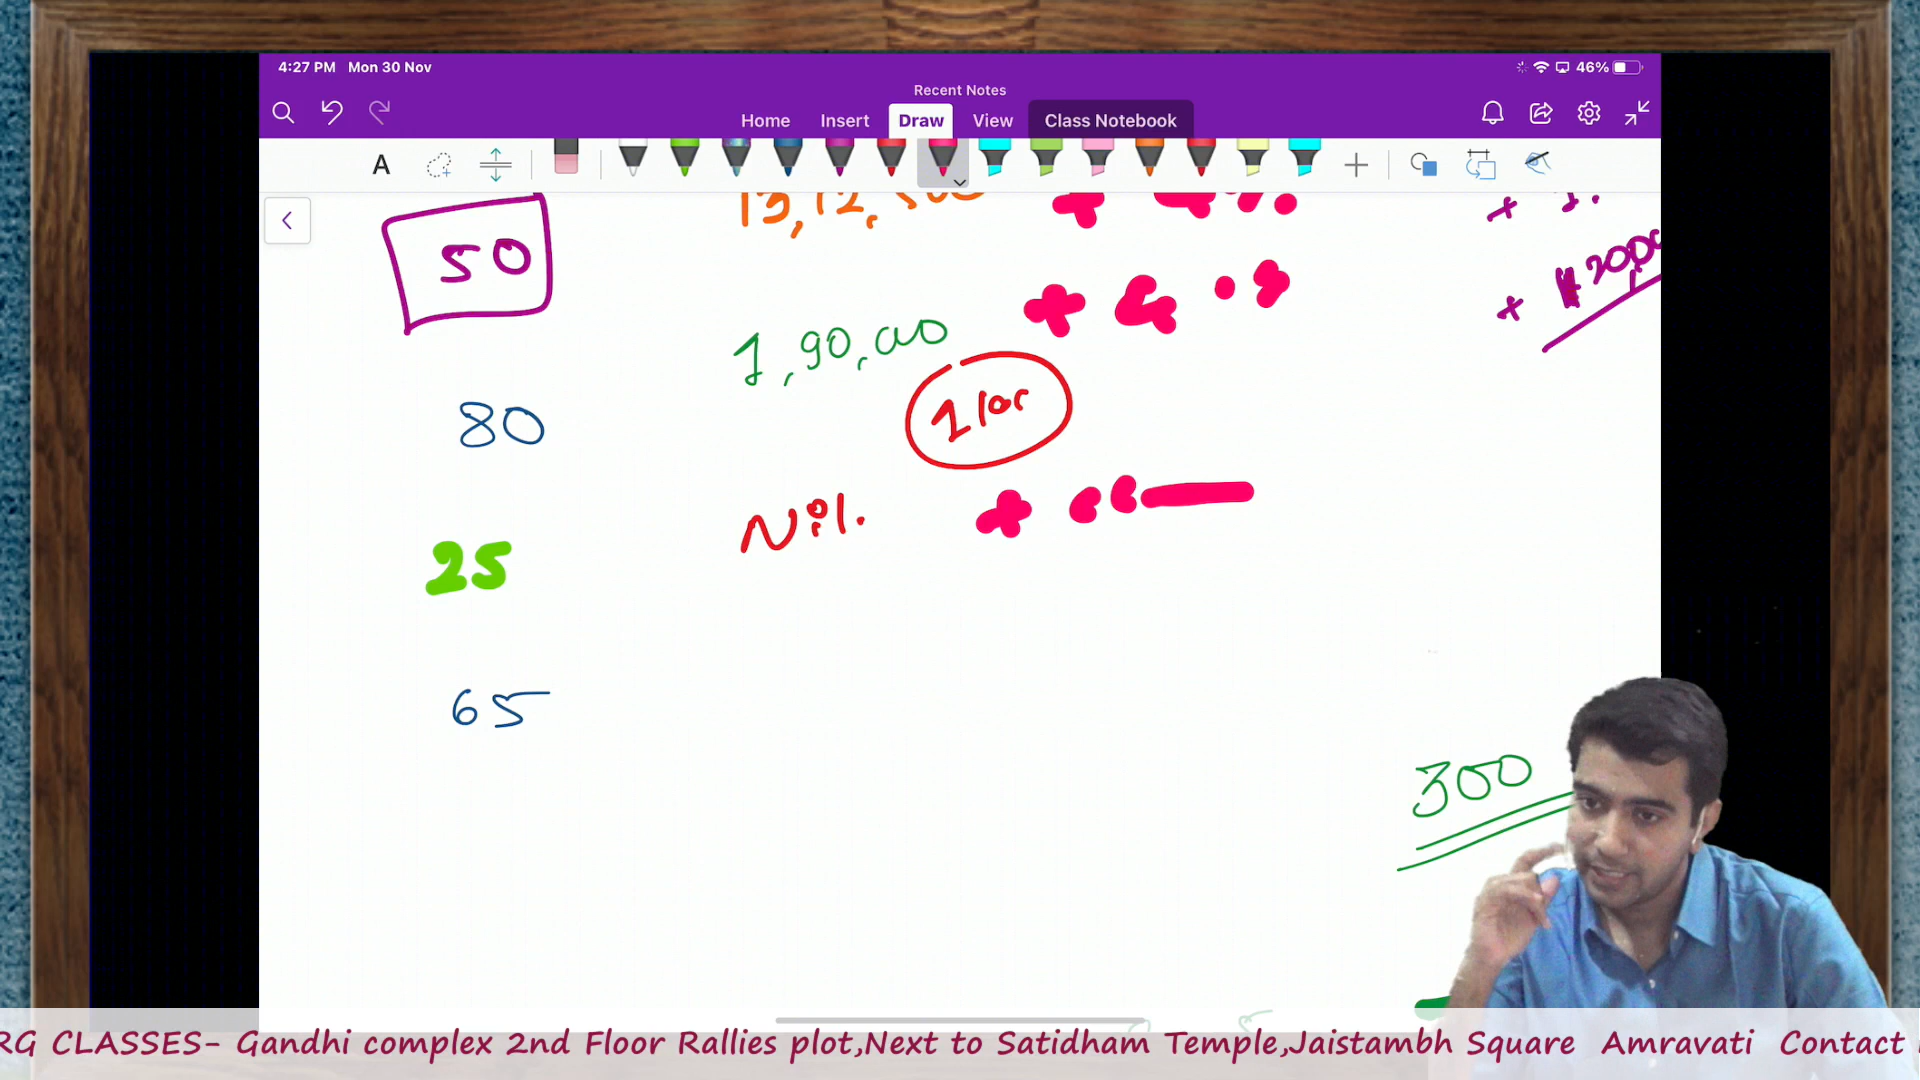 4:27 PM Mon 30 Nov
46%
Recent Notes
Home Insert Draw View Class Notebook
A
50
1,90,000
1 lac
80
Nil.
25
65
300
RG CLASSES- Gandhi complex 2nd Floor Rallies plot,Next to Satidham Temple,Jaistambh Square Amravati Contact